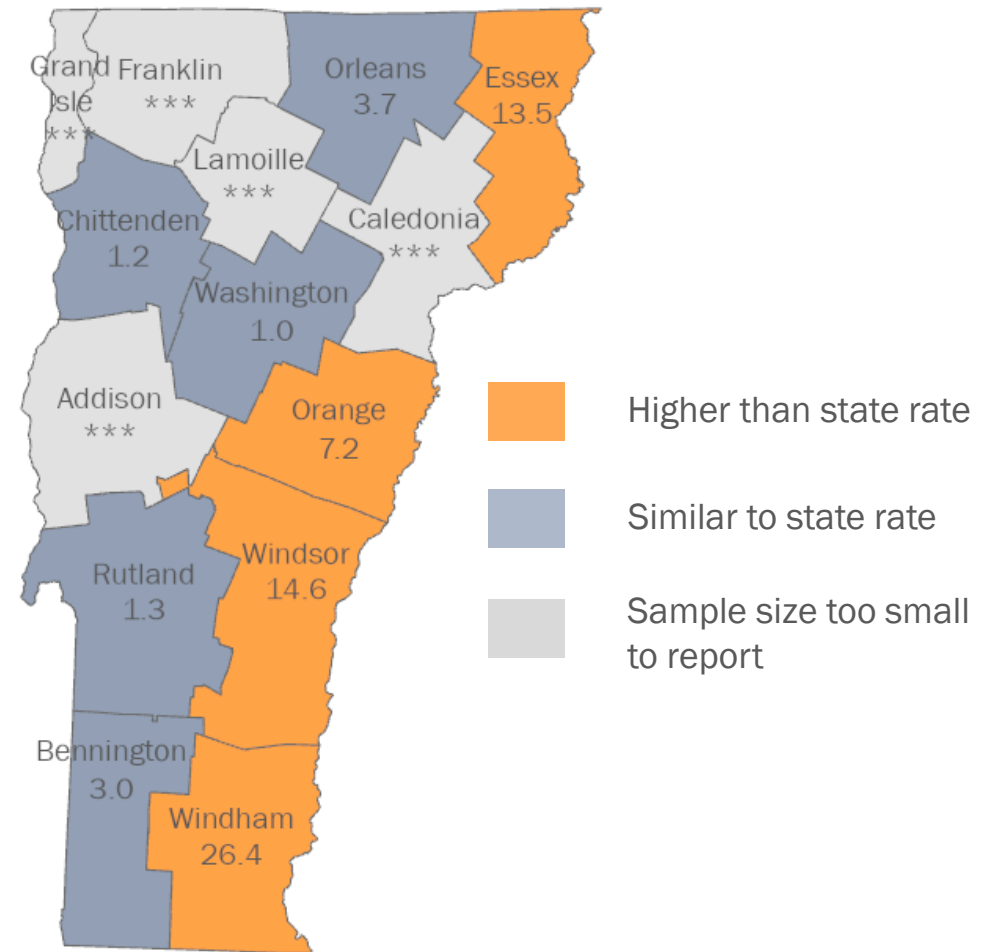 Grand
Isle
***
Franklin
***
Orleans
3.7
Essex
13.5
Lamoille
***
Caledonia
***
Chittenden
1.2
Washington
1.0
Addison
***
Orange
7.2
Windsor
14.6
Rutland
1.3
Bennington
3.0
Windham
26.4
Higher than state rate
Similar to state rate
Sample size too small
to report